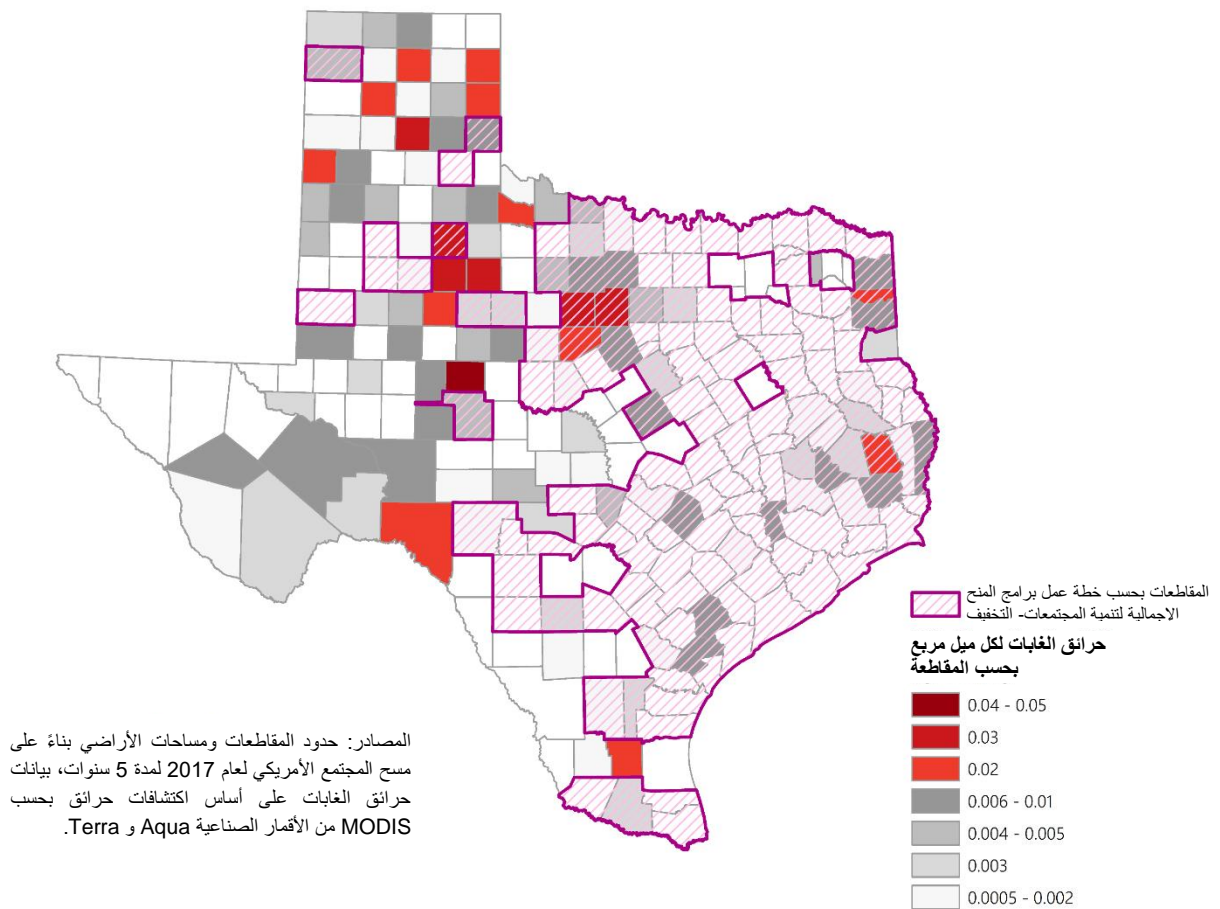 المقاطعات بحسب خطة عمل برامج المنح
الاجمالية لتنمية المجتمعات- التخفيف
حرائق الغابات لكل ميل مربع
بحسب المقاطعة
0.04 - 0.05
0.03
0.02
0.006 - 0.01
0.004 - 0.005
0.003
0.0005 - 0.002
المصادر: حدود المقاطعات ومساحات الأراضي بناءً على
مسح المجتمع الأمريكي لعام 2017 لمدة 5 سنوات، بيانات
حرائق الغابات على أساس اكتشافات حرائق بحسب
MODIS من الأقمار الصناعية Aqua و Terra.